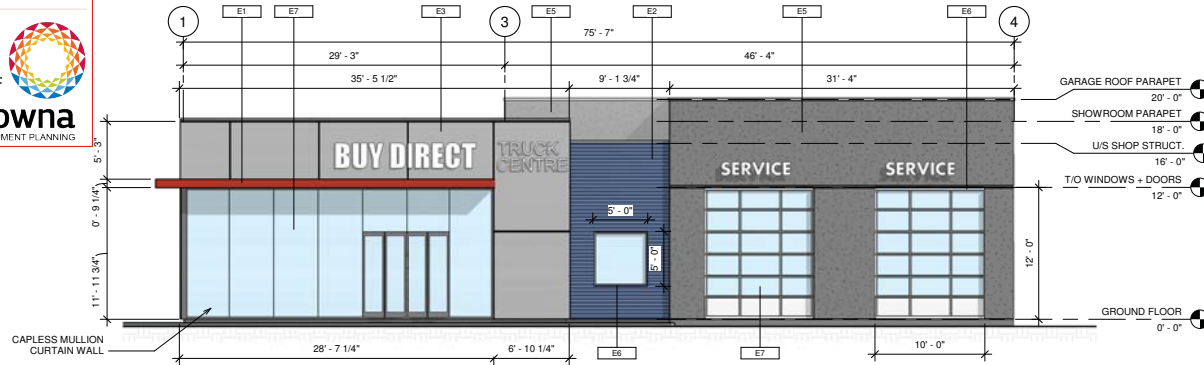 owna
MENT PLANNING
1
E1
E7
E3
3
E5
E2
E5
E6
4
75' - 7"
29' - 3"
46' - 4"
35' - 5 1/2"
9' - 1 3/4"
31' - 4"
GARAGE ROOF PARAPET
20' - 0"
SHOWROOM PARAPET
18' - 0"
U/S SHOP STRUCT.
16' - 0"
T/O WINDOWS + DOORS
12' - 0"
5' - 3"
0' - 9 1/4"
11' - 11 3/4"
BUY DIRECT
TRUCK
CENTRE
SERVICE
SERVICE
5' - 0"
5' - 0"
12' - 0"
GROUND FLOOR
0' - 0"
CAPLESS MULLION
CURTAIN WALL
28' - 7 1/4"
6' - 10 1/4"
E6
E7
10' - 0"